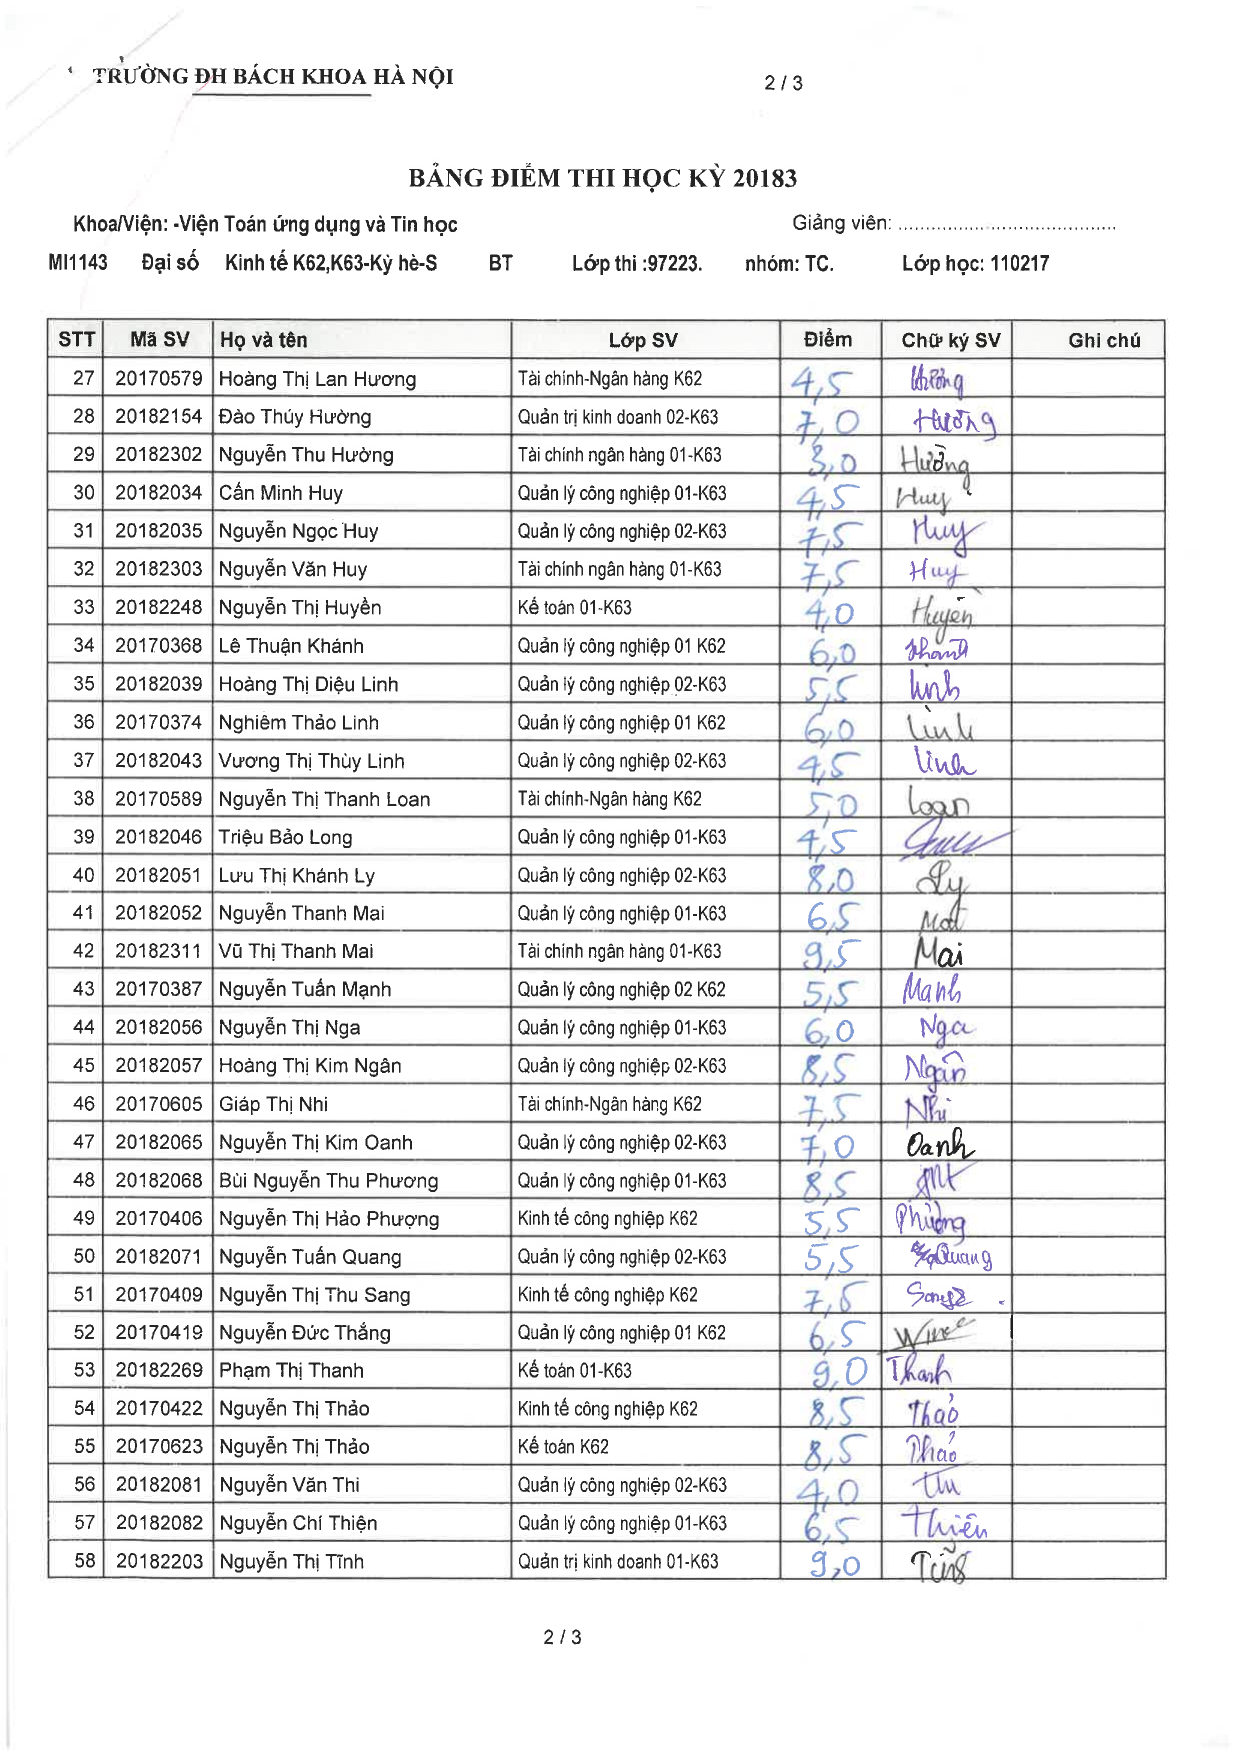 TRƯỜNG ĐH BÁCH KHOA HÀ NỘI 2 / 3
BẢNG ĐIỂM THI HỌC KỲ 20183
Khoa/Viện: -Viện Toán ứng dụng và Tin học Giảng viên: ........................................
MI1143 Đại số Kinh tế K62,K63-Kỳ hè-S BT Lớp thi :97223. nhóm: TC. Lớp học: 110217
STT Mã SV Họ và tên Lớp SV Điểm Chữ ký SV Ghi chú
27 20170579 Hoàng Thị Lan Hương Tài chính-Ngân hàng K62 4,5 Hương
28 20182154 Đào Thúy Hường Quản trị kinh doanh 02-K63 7,0 Hường
29 20182302 Nguyễn Thu Hường Tài chính ngân hàng 01-K63 3,0 Hường
30 20182034 Cấn Minh Huy Quản lý công nghiệp 01-K63 4,5 Huy
31 20182035 Nguyễn Ngọc Huy Quản lý công nghiệp 02-K63 7,5 Huy
32 20182303 Nguyễn Văn Huy Tài chính ngân hàng 01-K63 7,5 Huy
33 20182248 Nguyễn Thị Huyền Kế toán 01-K63 4,0 Huyền
34 20170368 Lê Thuận Khánh Quản lý công nghiệp 01 K62 6,0 Khánh
35 20182039 Hoàng Thị Diệu Linh Quản lý công nghiệp 02-K63 5,5 Linh
36 20170374 Nghiêm Thảo Linh Quản lý công nghiệp 01 K62 6,0 Linh
37 20182043 Vương Thị Thùy Linh Quản lý công nghiệp 02-K63 4,5 Linh
38 20170589 Nguyễn Thị Thanh Loan Tài chính-Ngân hàng K62 5,0 Loan
39 20182046 Triệu Bảo Long Quản lý công nghiệp 01-K63 4,5
40 20182051 Lưu Thị Khánh Ly Quản lý công nghiệp 02-K63 8,0 Ly
41 20182052 Nguyễn Thanh Mai Quản lý công nghiệp 01-K63 6,5 Mai
42 20182311 Vũ Thị Thanh Mai Tài chính ngân hàng 01-K63 9,5 Mai
43 20170387 Nguyễn Tuấn Mạnh Quản lý công nghiệp 02 K62 5,5 Manh
44 20182056 Nguyễn Thị Nga Quản lý công nghiệp 01-K63 6,0 Nga
45 20182057 Hoàng Thị Kim Ngân Quản lý công nghiệp 02-K63 8,5 Ngân
46 20170605 Giáp Thị Nhi Tài chính-Ngân hàng K62 7,5 Nhi
47 20182065 Nguyễn Thị Kim Oanh Quản lý công nghiệp 02-K63 7,0 Oanh
48 20182068 Bùi Nguyễn Thu Phương Quản lý công nghiệp 01-K63 8,5
49 20170406 Nguyễn Thị Hảo Phượng Kinh tế công nghiệp K62 5,5 Phượng
50 20182071 Nguyễn Tuấn Quang Quản lý công nghiệp 02-K63 5,5 Quang
51 20170409 Nguyễn Thị Thu Sang Kinh tế công nghiệp K62 7,5 Sang
52 20170419 Nguyễn Đức Thắng Quản lý công nghiệp 01 K62 6,5
53 20182269 Phạm Thị Thanh Kế toán 01-K63 9,0 Thanh
54 20170422 Nguyễn Thị Thảo Kinh tế công nghiệp K62 8,5 Thảo
55 20170623 Nguyễn Thị Thảo Kế toán K62 8,5 Thảo
56 20182081 Nguyễn Văn Thi Quản lý công nghiệp 02-K63 4,0 Thi
57 20182082 Nguyễn Chí Thiện Quản lý công nghiệp 01-K63 6,5 Thiện
58 20182203 Nguyễn Thị Tĩnh Quản trị kinh doanh 01-K63 9,0 Tĩnh
2 / 3